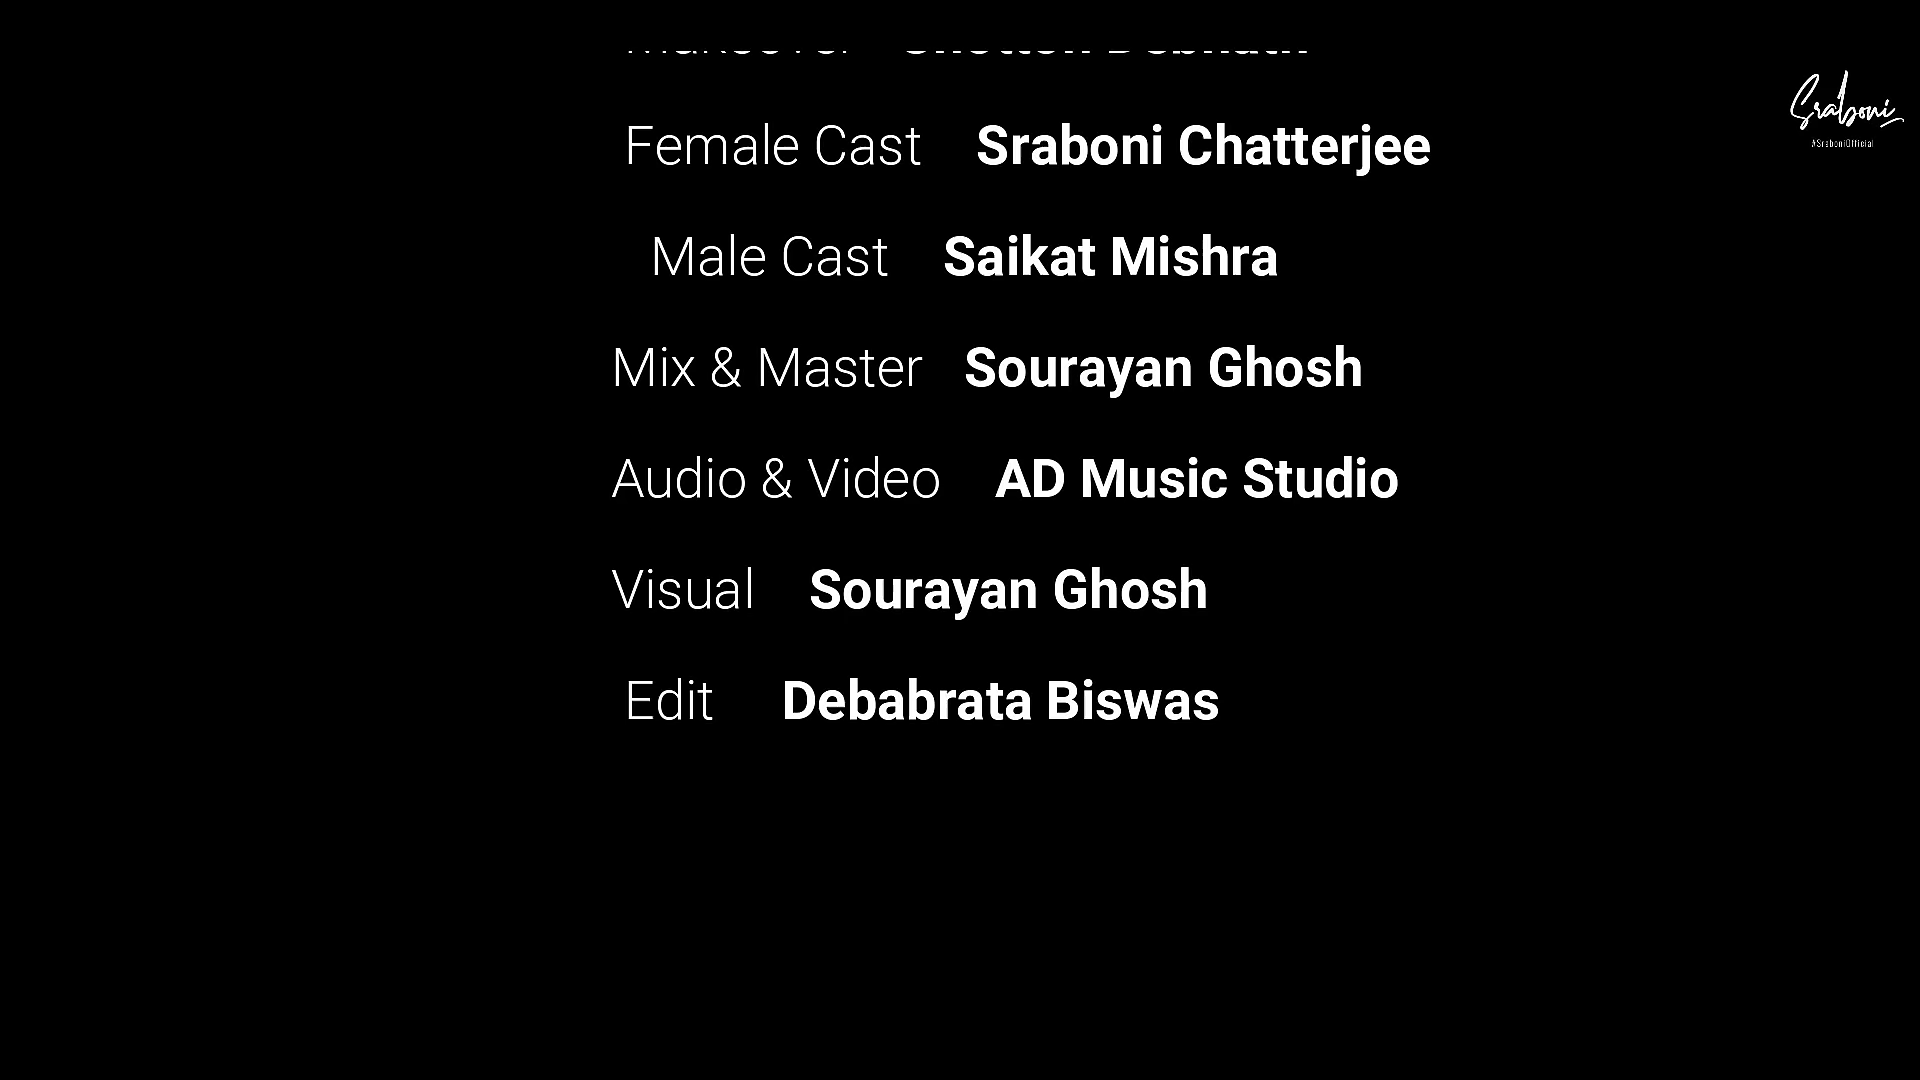 Sraboni
#SraboniOfficial
Female Cast Sraboni Chatterjee
Male Cast Saikat Mishra
Mix & Master Sourayan Ghosh
Audio & Video AD Music Studio
Visual Sourayan Ghosh
Edit Debabrata Biswas